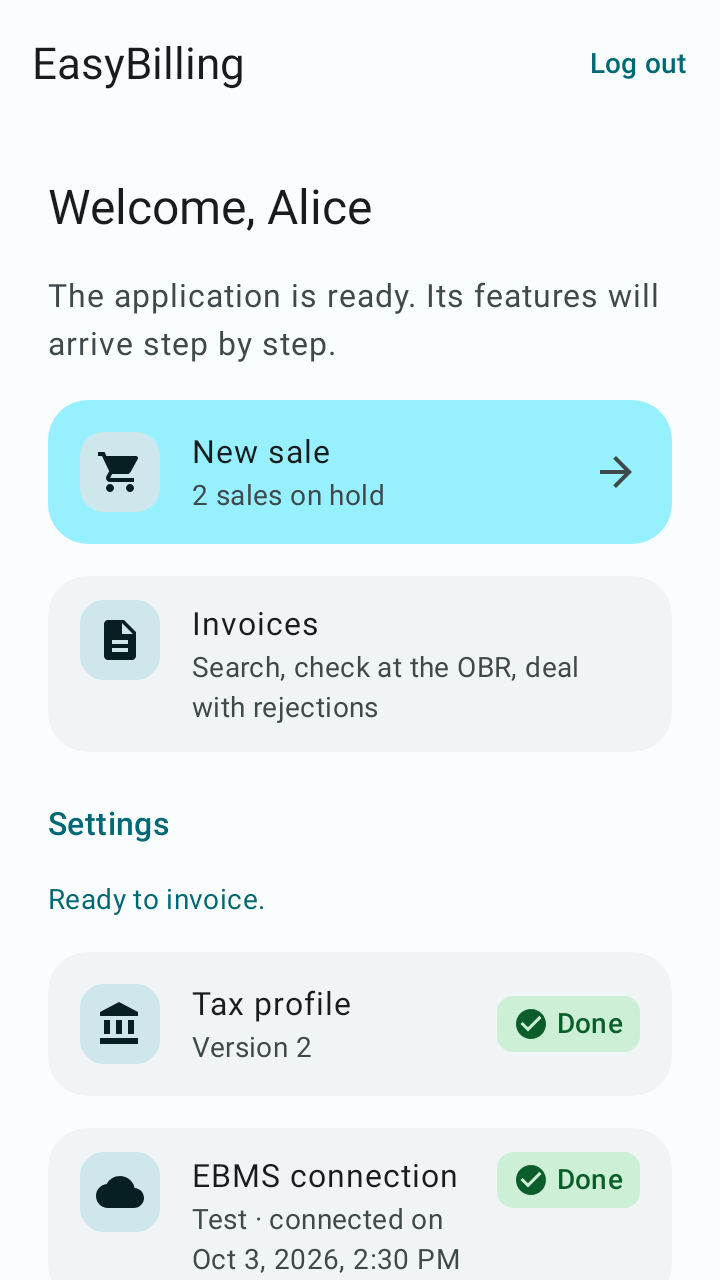 EasyBilling
Log out
Welcome, Alice
The application is ready. Its features will
arrive step by step.
New sale
2 sales on hold
Invoices
Search, check at the OBR, deal
with rejections
Settings
Ready to invoice.
Tax profile
Version 2
Done
EBMS connection
Done
Test · connected on
Oct 3, 2026, 2:30 PM